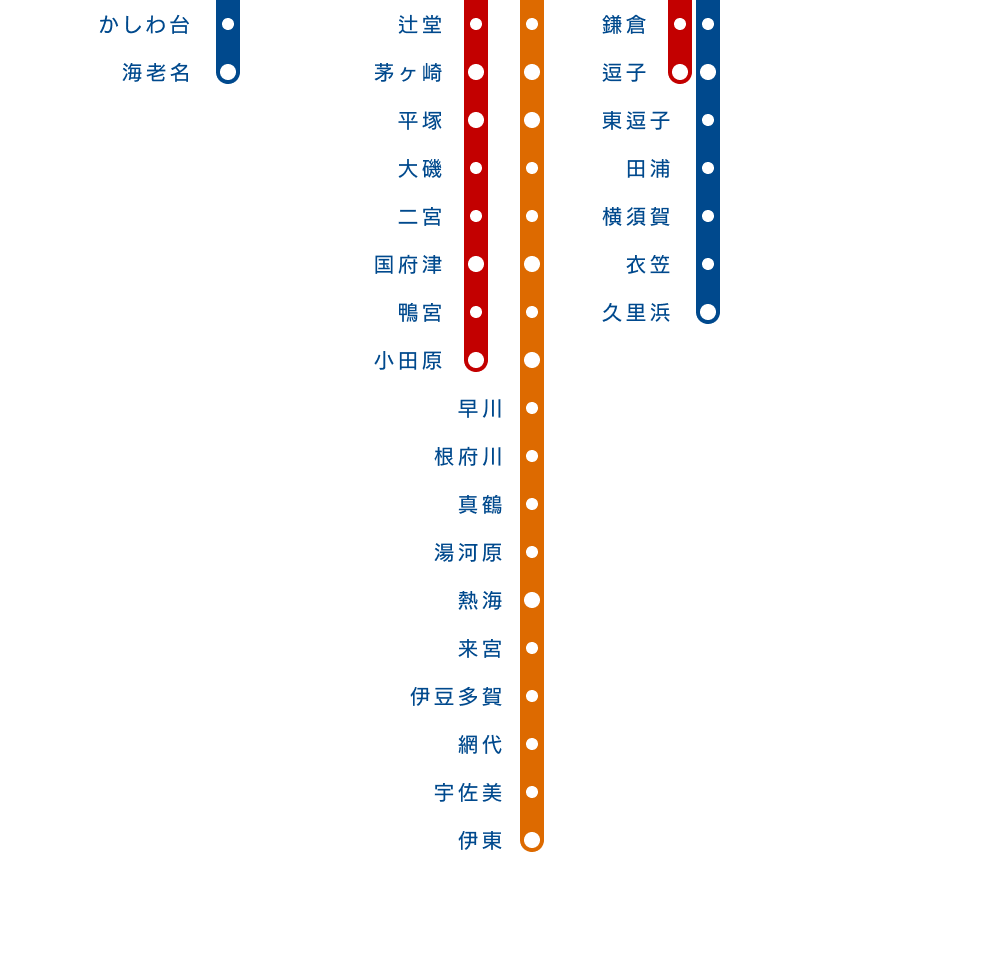 かしわ台
海老名
辻堂
茅ヶ崎
平塚
大磯
二宮
国府津
鴨宮
小田原
早川
根府川
真鶴
湯河原
熱海
来宮
伊豆多賀
網代
宇佐美
伊東
鎌倉
逗子
東逗子
田浦
横須賀
衣笠
久里浜